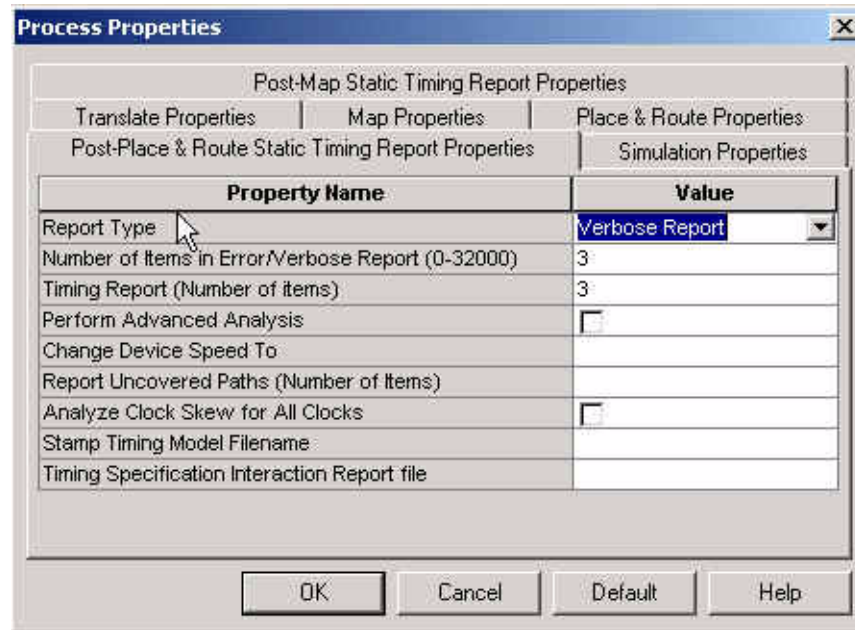 Process Properties
Post-Map Static Timing Report Properties
Translate Properties Map Properties Place & Route Properties
Post-Place & Route Static Timing Report Properties Simulation Properties
Property Name Value
Report Type Verbose Report
Number of Items in Error/Verbose Report (0-32000) 3
Timing Report (Number of items) 3
Perform Advanced Analysis
Change Device Speed To
Report Uncovered Paths (Number of Items)
Analyze Clock Skew for All Clocks
Stamp Timing Model Filename
Timing Specification Interaction Report file
OK Cancel Default Help